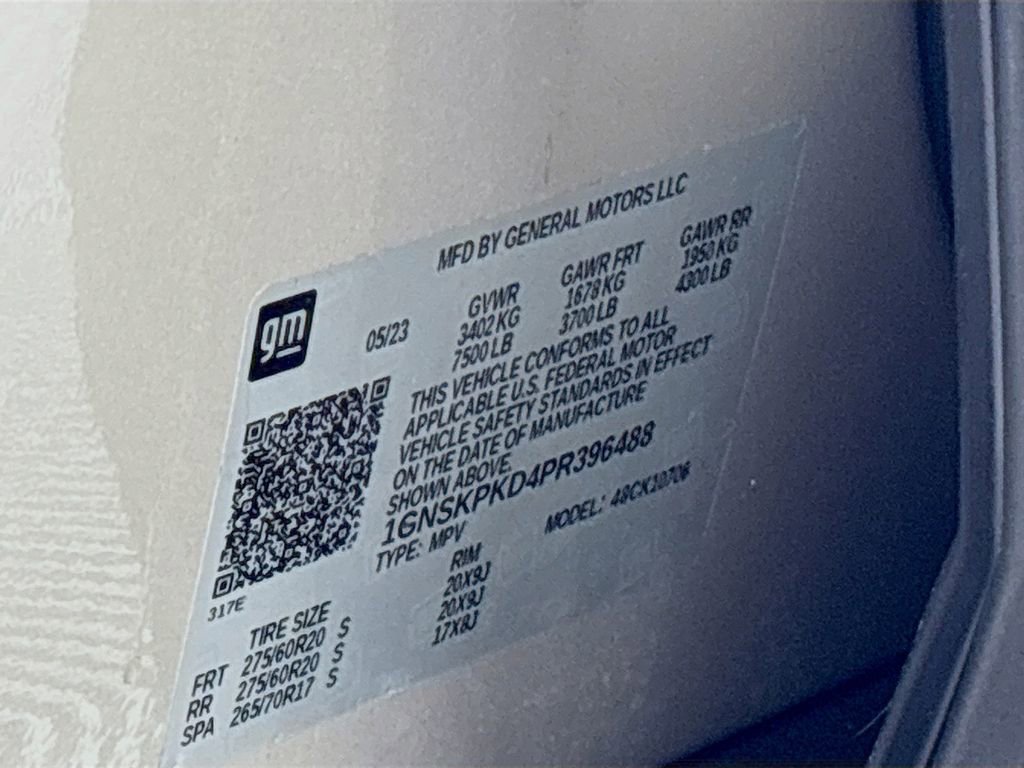 MFD BY GENERAL MOTORS LLC
gm
05/23
GVWR GAWR FRT GAWR RR
3402 KG 1678 KG 1950 KG
7500 LB 3700 LB 4300 LB
THIS VEHICLE CONFORMS TO ALL
APPLICABLE U.S. FEDERAL MOTOR
VEHICLE SAFETY STANDARDS IN EFFECT
ON THE DATE OF MANUFACTURE
SHOWN ABOVE.
1GNSKPKD4PR396488
TYPE: MPV MODEL: 48CK10706
317E
TIRE SIZE RIM
FRT 275/60R20 S 20X9J
RR 275/60R20 S 20X9J
SPA 265/70R17 S 17X8J